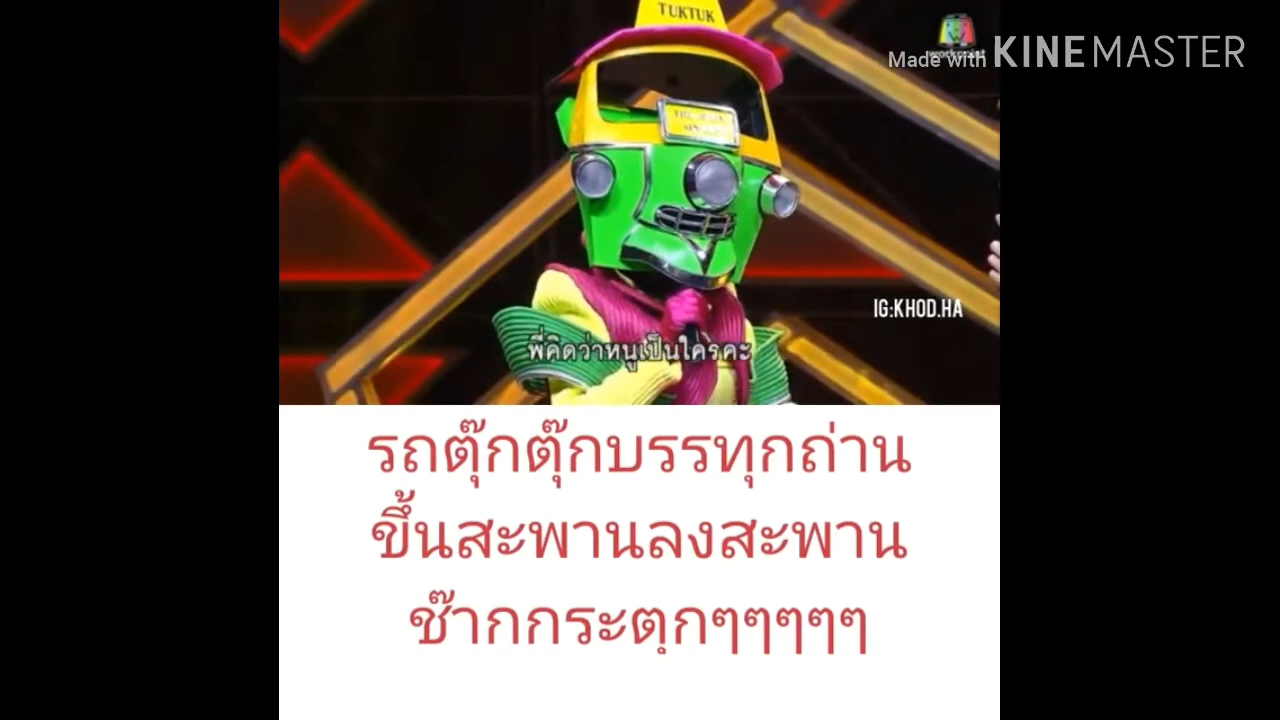 TUKTUK
workpoint
Made with KINEMASTER
IG:KHOD.HA
พี่คิดว่าหนูเป็นใครคะ
รถตุ๊กตุ๊กบรรทุกถ่าน
ขึ้นสะพานลงสะพาน
ช๊ากกระตุกๆๆๆๆๆ